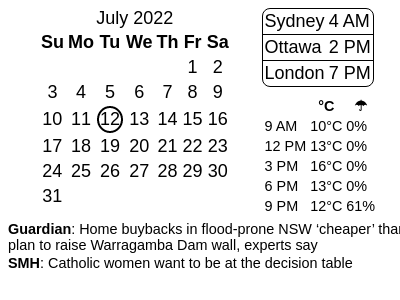 July 2022
Su Mo Tu We Th Fr Sa
1 2
3 4 5 6 7 8 9
10 11 12 13 14 15 16
17 18 19 20 21 22 23
24 25 26 27 28 29 30
31
Sydney 4 AM
Ottawa 2 PM
London 7 PM
°C ☂
9 AM 10°C 0%
12 PM 13°C 0%
3 PM 16°C 0%
6 PM 13°C 0%
9 PM 12°C 61%
Guardian: Home buybacks in flood-prone NSW ‘cheaper’
plan to raise Warragamba Dam wall, experts say
SMH: Catholic women want to be at the decision table